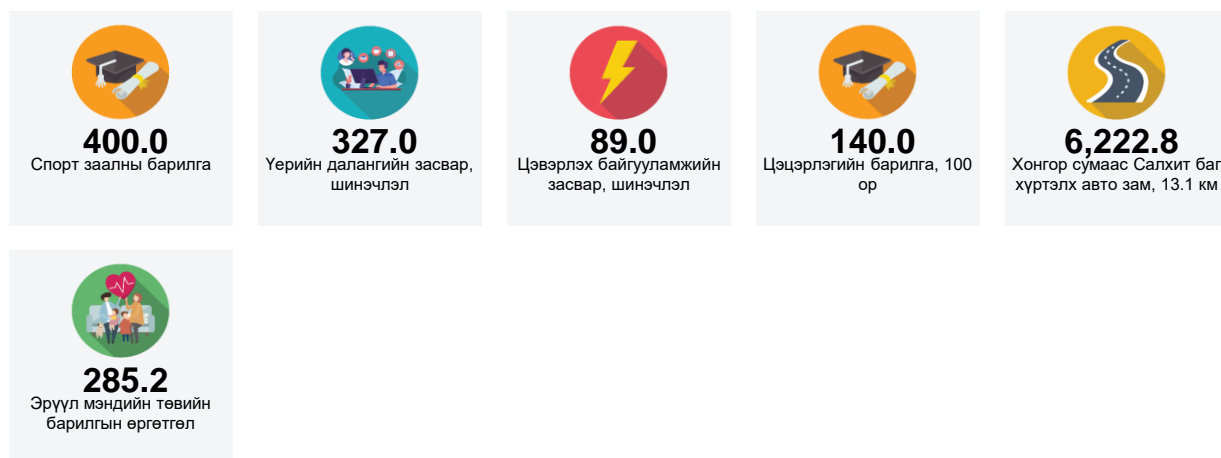 400.0
Спорт заалны барилга
327.0
Үерийн далангийн засвар,
шинэчлэл
89.0
Цэвэрлэх байгууламжийн
засвар, шинэчлэл
140.0
Цэцэрлэгийн барилга, 100
ор
6,222.8
Хонгор сумаас Салхит баг
хүртэлх авто зам, 13.1 км
285.2
Эрүүл мэндийн төвийн
барилгын өргөтгөл